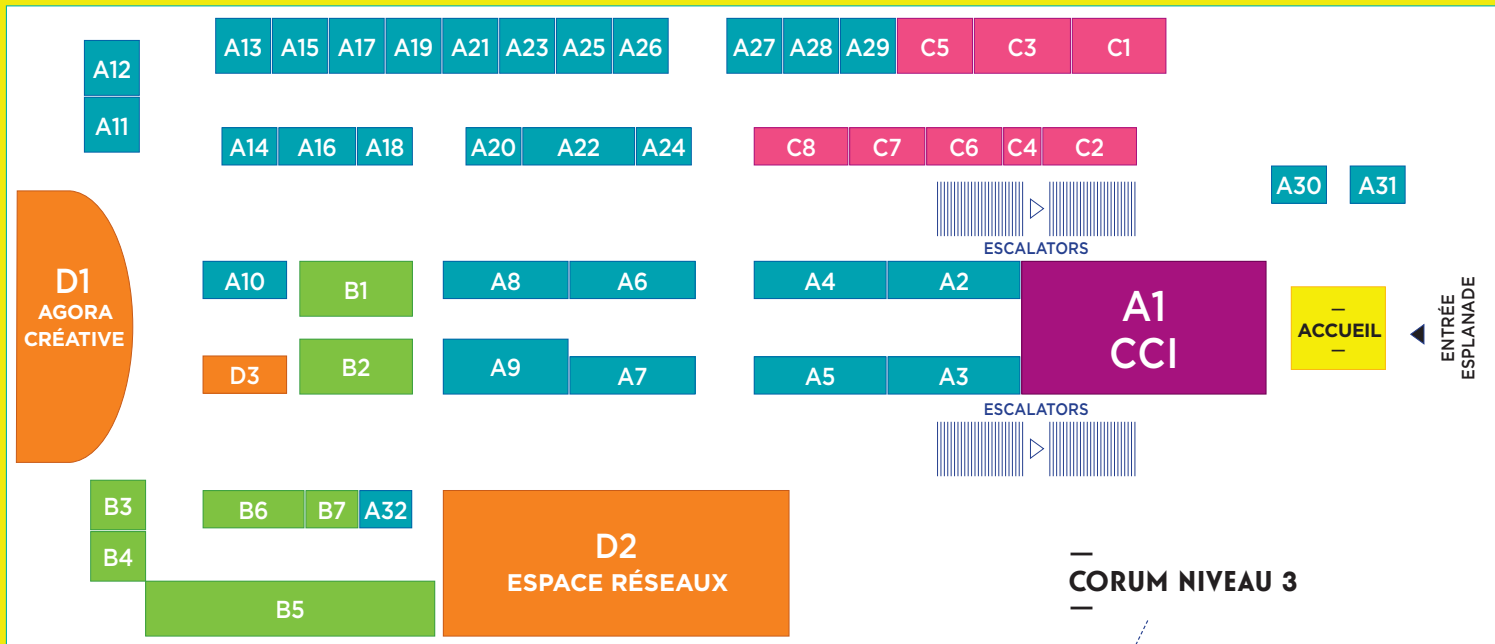 A13 A15 A17 A19 A21 A23 A25 A26 A27 A28 A29 C5 C3 C1
A12
A11
A14 A16 A18 A20 A22 A24 C8 C7 C6 C4 C2
A30 A31
ESCALATORS
D1
AGORA
CRÉATIVE
A10 B1 A8 A6 A4 A2
D3 B2 A9 A7 A5 A3
A1
CCI
—
ACCUEIL
—
ENTRÉE
ESPLANADE
ESCALATORS
B3
B4
B6 B7 A32
B5
D2
ESPACE RÉSEAUX
—
CORUM NIVEAU 3
—